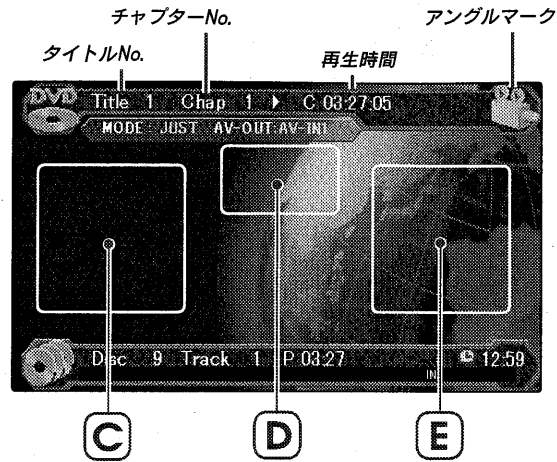 チャプターNo.
アングルマーク
タイトルNo.
再生時間
DVD Title 1 Chap 1 C 03:27:05
MODE : JUST AV-OUT:AV-IN1
Disc 9 Track 1 P 03:27 12:59
IN
C D E